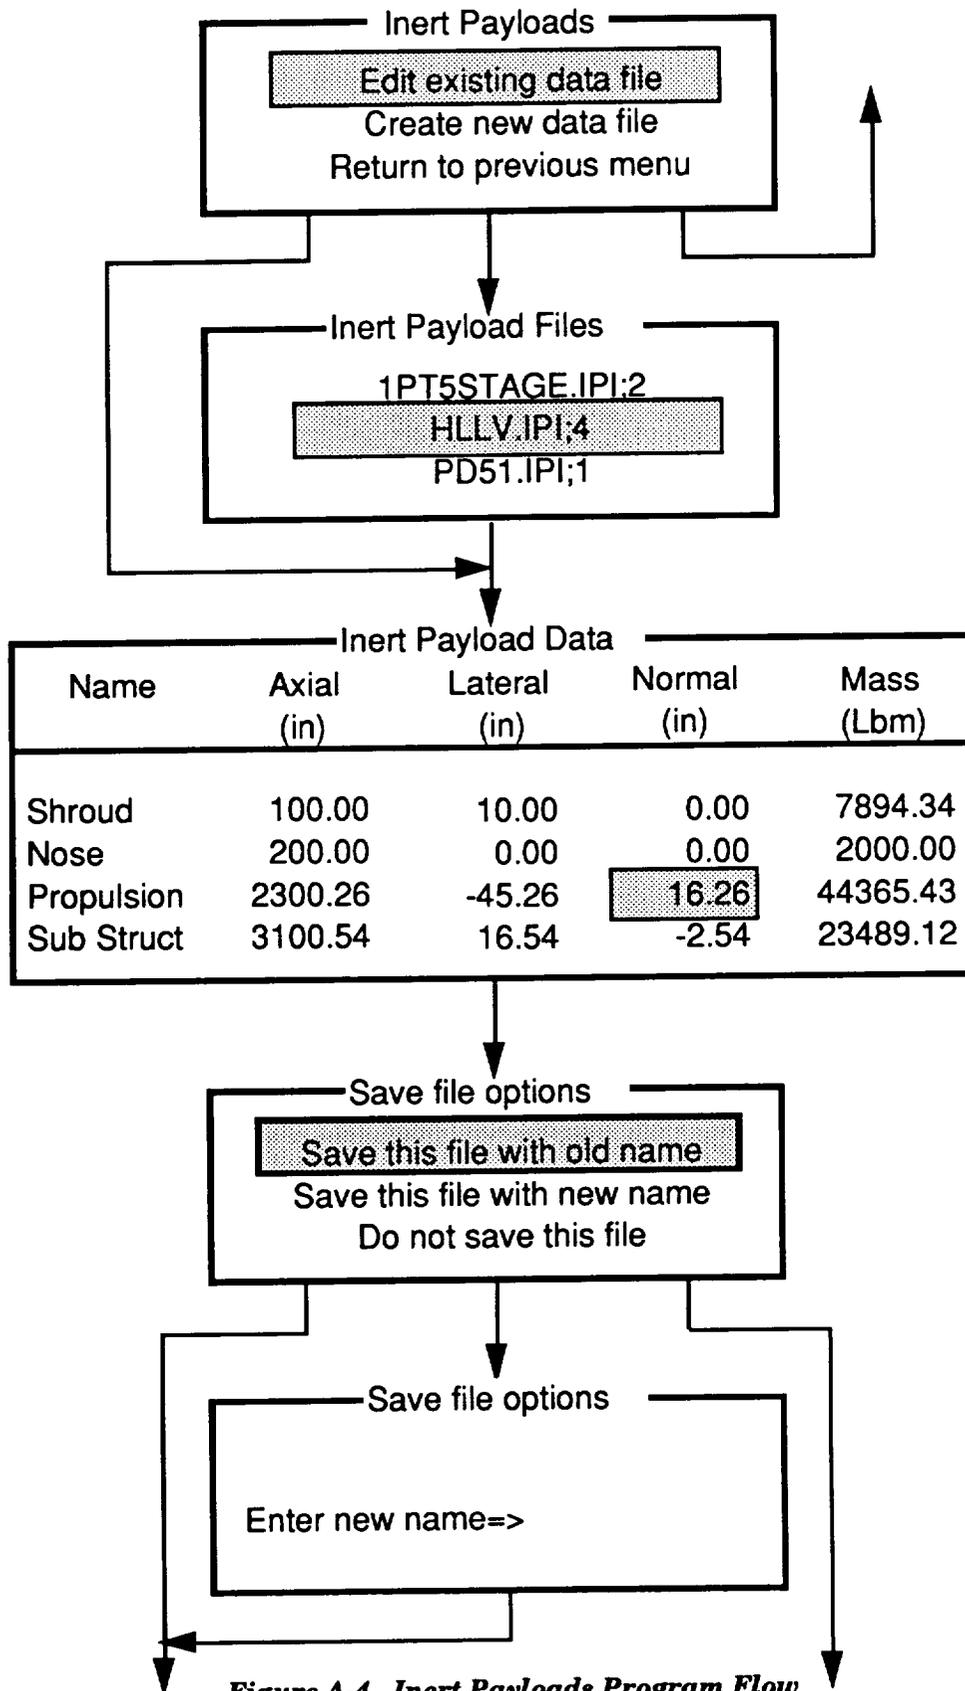 Inert Payloads
Edit existing data file
Create new data file
Return to previous menu
Inert Payload Files
1PT5STAGE.IPI;2
HLLV.IPI;4
PD51.IPI;1
Inert Payload Data
Name Axial Lateral Normal Mass
(in) (in) (in) (Lbm)
Shroud 100.00 10.00 0.00 7894.34
Nose 200.00 0.00 0.00 2000.00
Propulsion 2300.26 -45.26 16.26 44365.43
Sub Struct 3100.54 16.54 -2.54 23489.12
Save file options
Save this file with old name
Save this file with new name
Do not save this file
Save file options
Enter new name=>
Figure A-4 Inert Payloads Program Flow